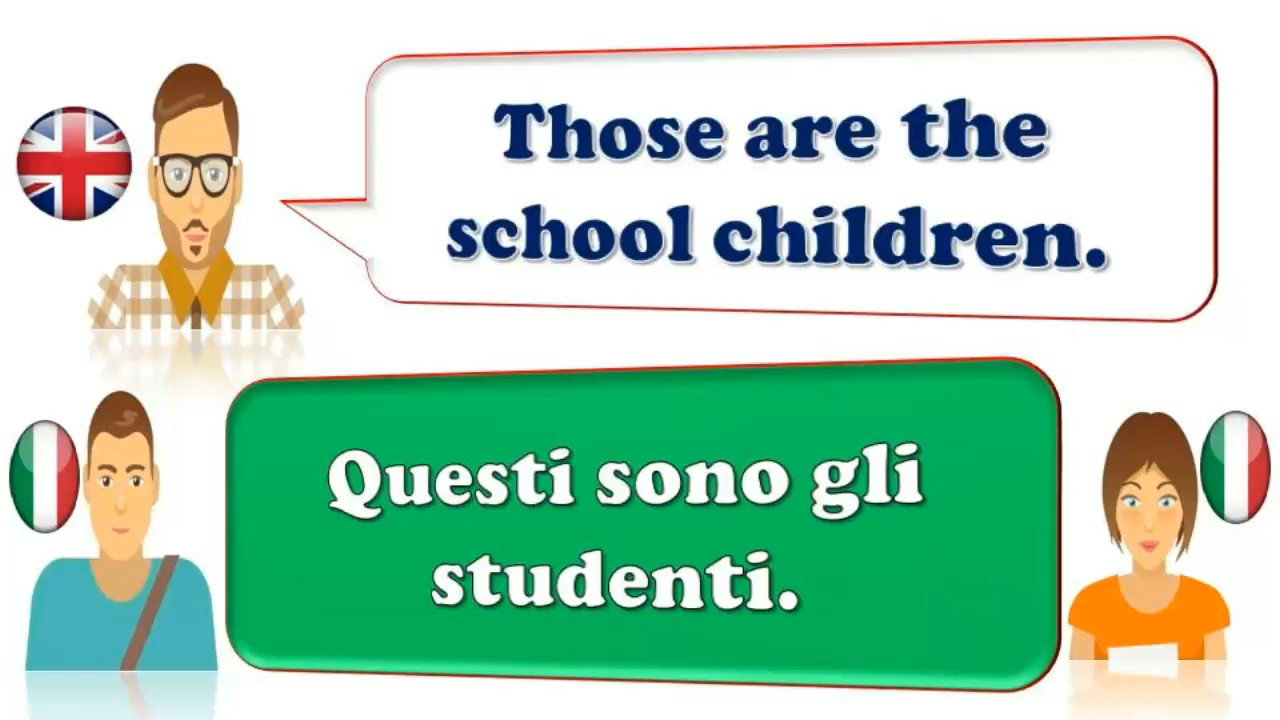 Those are the
school children.
Questi sono gli
studenti.